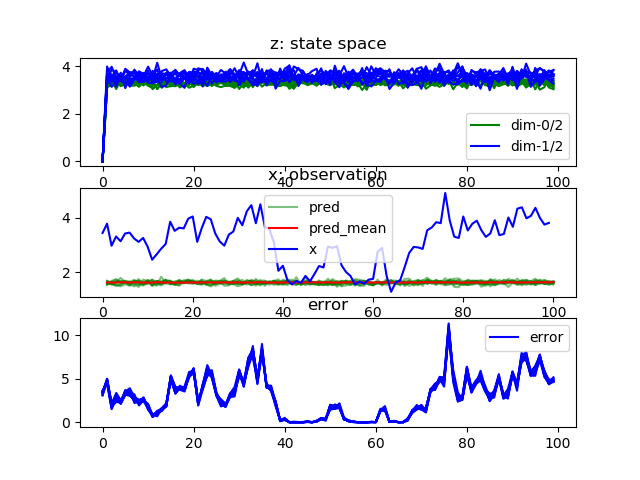 z: state space
4
2
0
dim-0/2
dim-1/2
0 20 40 60 80 100
x: observation
4
2
pred
pred_mean
x
0 20 40 60 80 100
error
10
5
0
error
0 20 40 60 80 100